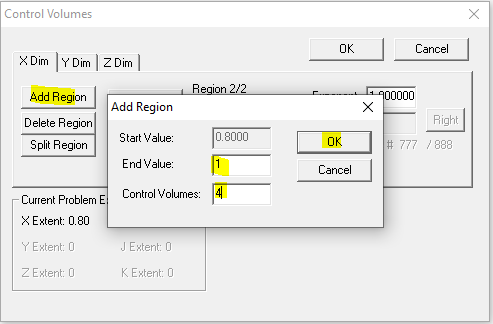 Control Volumes
OK
Cancel
X Dim
Y Dim
Z Dim
Add Region
Region 2/2
1.000000
Add Region
Delete Region
Start Value:
0.8000
OK
Right
Split Region
End Value:
1
# 777 / 888
Cancel
Control Volumes:
4
Current Problem Ex
X Extent: 0.80
Y Extent: 0
J Extent: 0
Z Extent: 0
K Extent: 0